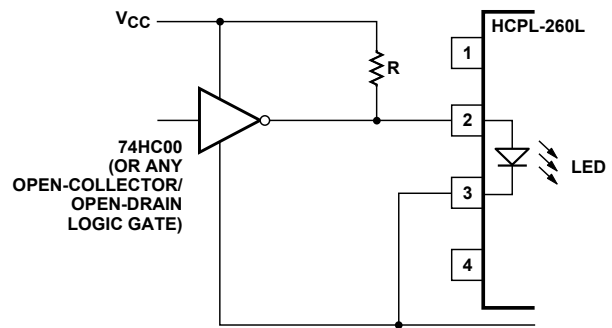 VCC
HCPL-260L
1
R
2
74HC00
(OR ANY
OPEN-COLLECTOR/
OPEN-DRAIN
LOGIC GATE)
LED
3
4